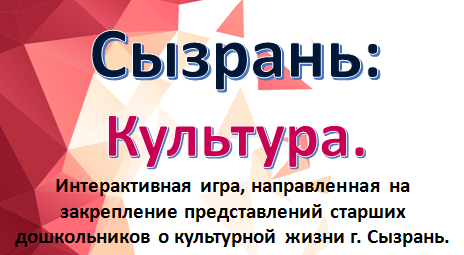 Сызрань:
Культура.
Интерактивная игра, направленная на
закрепление представлений старших
дошкольников о культурной жизни г. Сызрань.